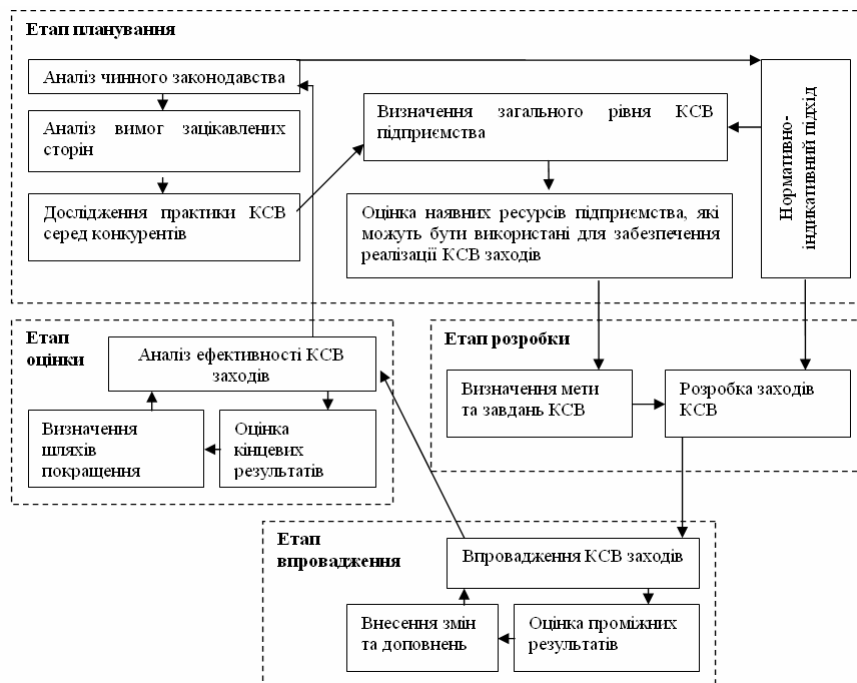 Етап планування
Аналіз чинного законодавства
Аналіз вимог зацікавлених
сторін
Дослідження практики КСВ
серед конкурентів
Визначення загального рівня КСВ
підприємства
Оцінка наявних ресурсів підприємства, які
можуть бути використані для забезпечення
реалізації КСВ заходів
Нормативно-
індикативний підхід
Етап
оцінки
Аналіз ефективності КСВ
заходів
Визначення
шляхів
покращення
Оцінка
кінцевих
результатів
Етап розробки
Визначення мети
та завдань КСВ
Розробка заходів
КСВ
Етап
впровадження
Впровадження КСВ заходів
Внесення змін
та доповнень
Оцінка проміжних
результатів